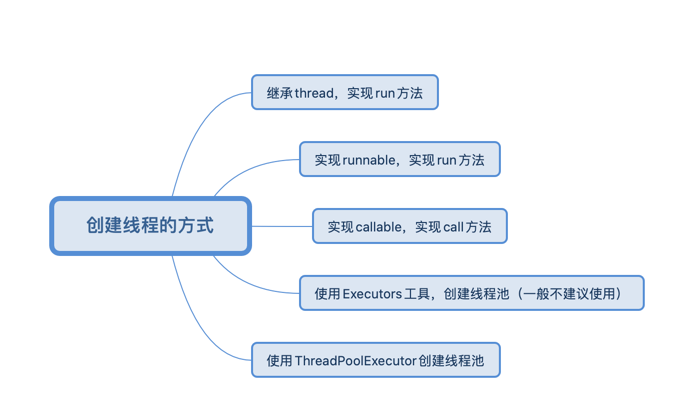 继承thread，实现run方法
实现runnable，实现run方法
创建线程的方式
实现callable，实现call方法
使用Executors工具，创建线程池（一般不建议使用）
使用ThreadPoolExecutor创建线程池